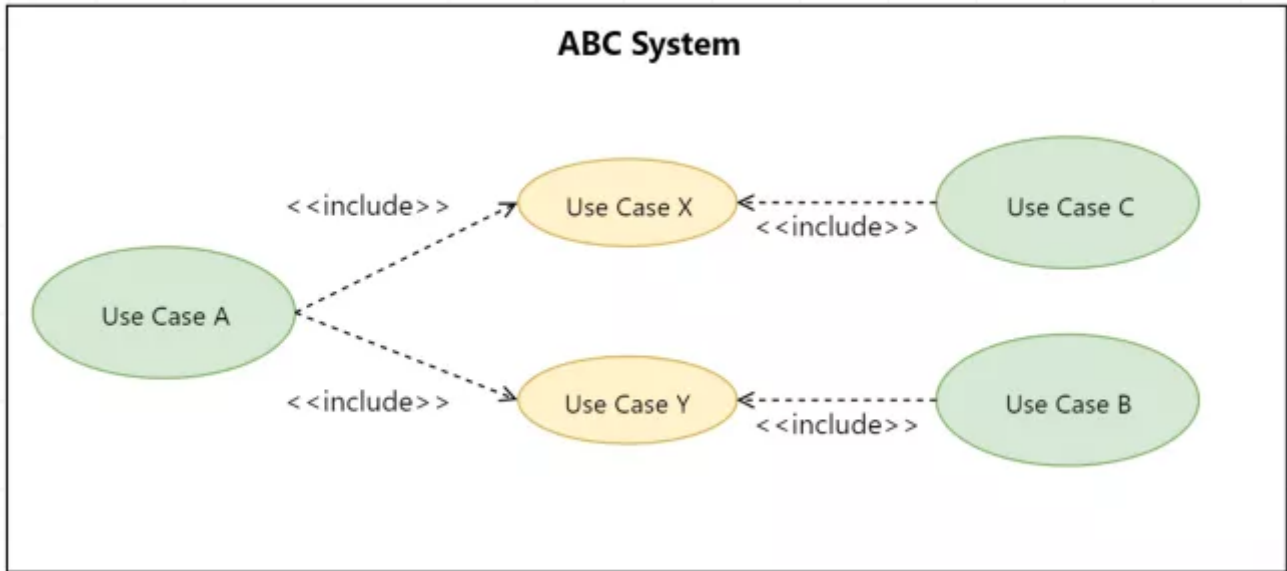 ABC System
<<include>>
Use Case X
Use Case C
<<include>>
Use Case A
<<include>>
Use Case Y
Use Case B
<<include>>